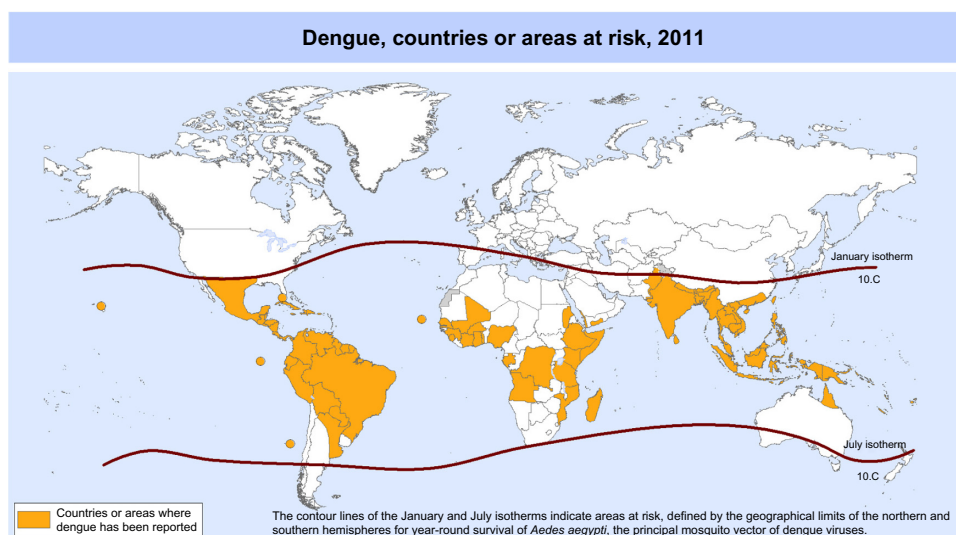 Dengue, countries or areas at risk, 2011
January isotherm
10.C
July isotherm
10.C
Countries or areas where
dengue has been reported
The contour lines of the January and July isotherms indicate areas at risk, defined by the geographical limits of the northern and
southern hemispheres for year-round survival of Aedes aegypti, the principal mosquito vector of dengue viruses.